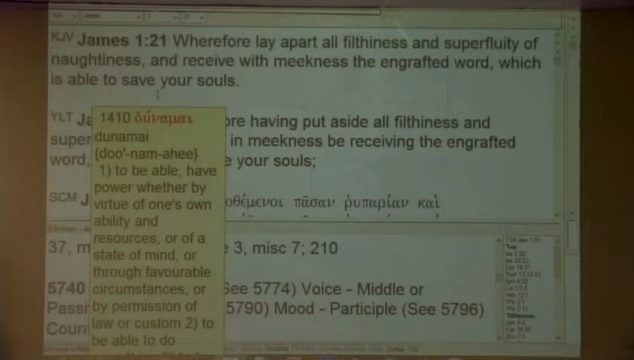 KJV James 1:21 Wherefore lay apart all filthiness and superfluity of
naughtiness, and receive with meekness the engrafted word, which
is able to save your souls.
YLT Ja
ore having put aside all filthiness and
super
in meekness be receiving the engrafted
word,
e your souls;
SCM J
οθέμενοι πᾶσαν ῥυπαρίαν καὶ
1410 δύναμαι
dunamai
{doo'-nam-ahee}
1) to be able, have
power whether by
virtue of one's own
ability and
resources, or of a
state of mind, or
through favourable
circumstances, or
by permission of
law or custom 2) to
be able to do
37, m
e 3, misc 7; 210
5740
See 5774) Voice - Middle or
Passi
5790) Mood - Participle (See 5796)
Coun